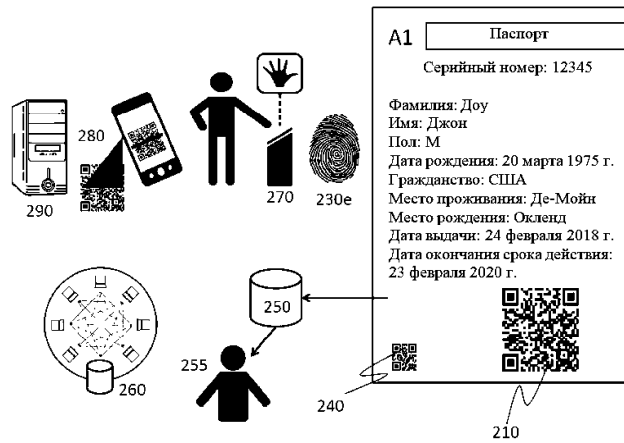 A1 Паспорт
Серийный номер: 12345
Фамилия: Доу
Имя: Джон
Пол: М
Дата рождения: 20 марта 1975 г.
Гражданство: США
Место проживания: Де-Мойн
Место рождения: Окленд
Дата выдачи: 24 февраля 2018 г.
Дата окончания срока действия:
23 февраля 2020 г.
280
290
270
230e
250
255
260
240
210